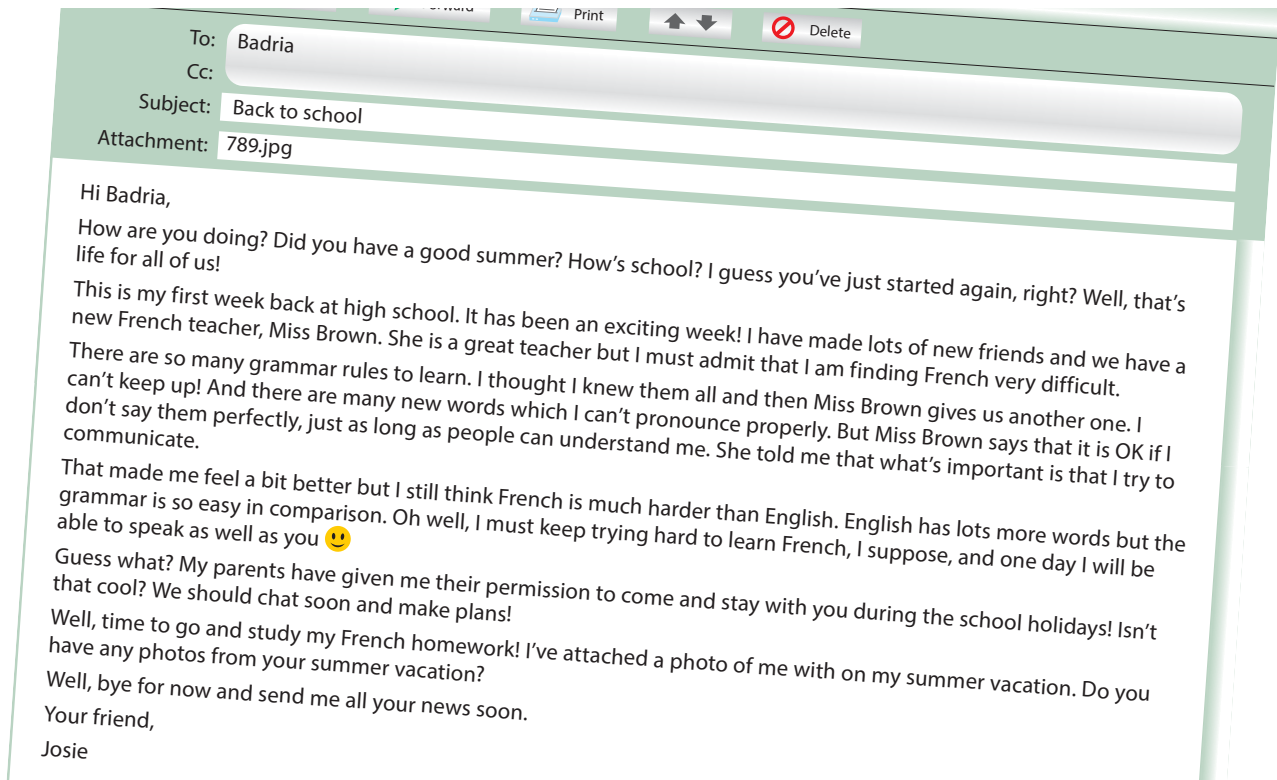 Print
Delete
To: Badria
Cc:
Subject: Back to school
Attachment: 789.jpg
Hi Badria,
How are you doing? Did you have a good summer? How's school? I guess you've just started again, right? Well, that's
life for all of us!
This is my first week back at high school. It has been an exciting week! I have made lots of new friends and we have a
new French teacher, Miss Brown. She is a great teacher but I must admit that I am finding French very difficult.
There are so many grammar rules to learn. I thought I knew them all and then Miss Brown gives us another one. I
can't keep up! And there are many new words which I can't pronounce properly. But Miss Brown says that it is OK if I
don't say them perfectly, just as long as people can understand me. She told me that what's important is that I try to
communicate.
That made me feel a bit better but I still think French is much harder than English. English has lots more words but the
grammar is so easy in comparison. Oh well, I must keep trying hard to learn French, I suppose, and one day I will be
able to speak as well as you
Guess what? My parents have given me their permission to come and stay with you during the school holidays! Isn't
that cool? We should chat soon and make plans!
Well, time to go and study my French homework! I've attached a photo of me with on my summer vacation. Do you
have any photos from your summer vacation?
Well, bye for now and send me all your news soon.
Your friend,
Josie